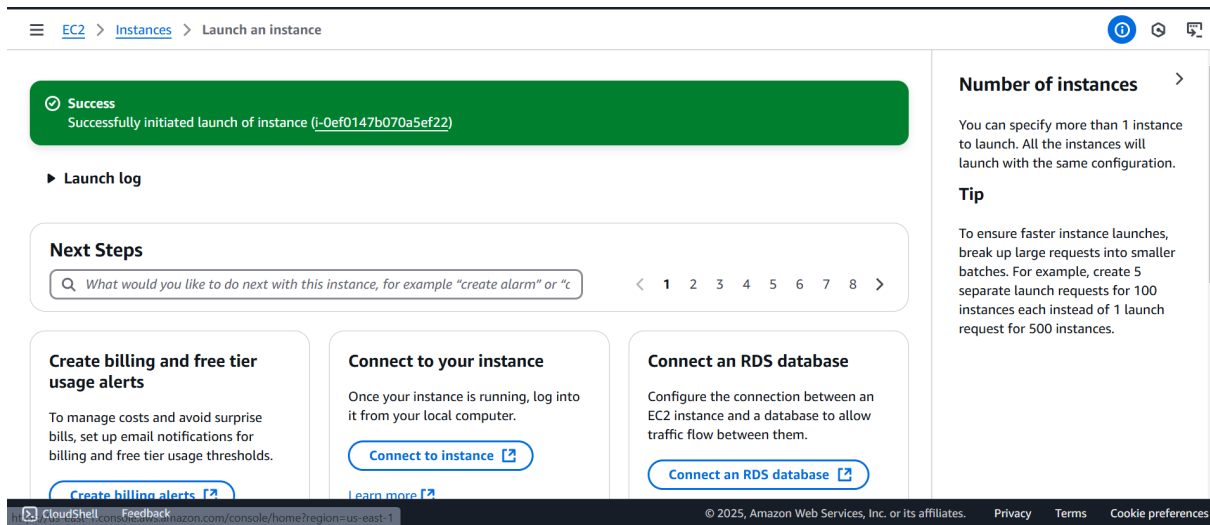 EC2 > Instances > Launch an instance
Success
Successfully initiated launch of instance (i-0ef0147b070a5ef22)
Launch log
Next Steps
What would you like to do next with this instance, for example "create alarm" or "c
1 2 3 4 5 6 7 8
Create billing and free tier
usage alerts
To manage costs and avoid surprise
bills, set up email notifications for
billing and free tier usage thresholds.
Create billing alerts
Connect to your instance
Once your instance is running, log into
it from your local computer.
Connect to instance
Learn more
Connect an RDS database
Configure the connection between an
EC2 instance and a database to allow
traffic flow between them.
Connect an RDS database
Number of instances
You can specify more than 1 instance
to launch. All the instances will
launch with the same configuration.
Tip
To ensure faster instance launches,
break up large requests into smaller
batches. For example, create 5
separate launch requests for 100
instances each instead of 1 launch
request for 500 instances.
CloudShell Feedback
© 2025, Amazon Web Services, Inc. or its affiliates. Privacy Terms Cookie preferences